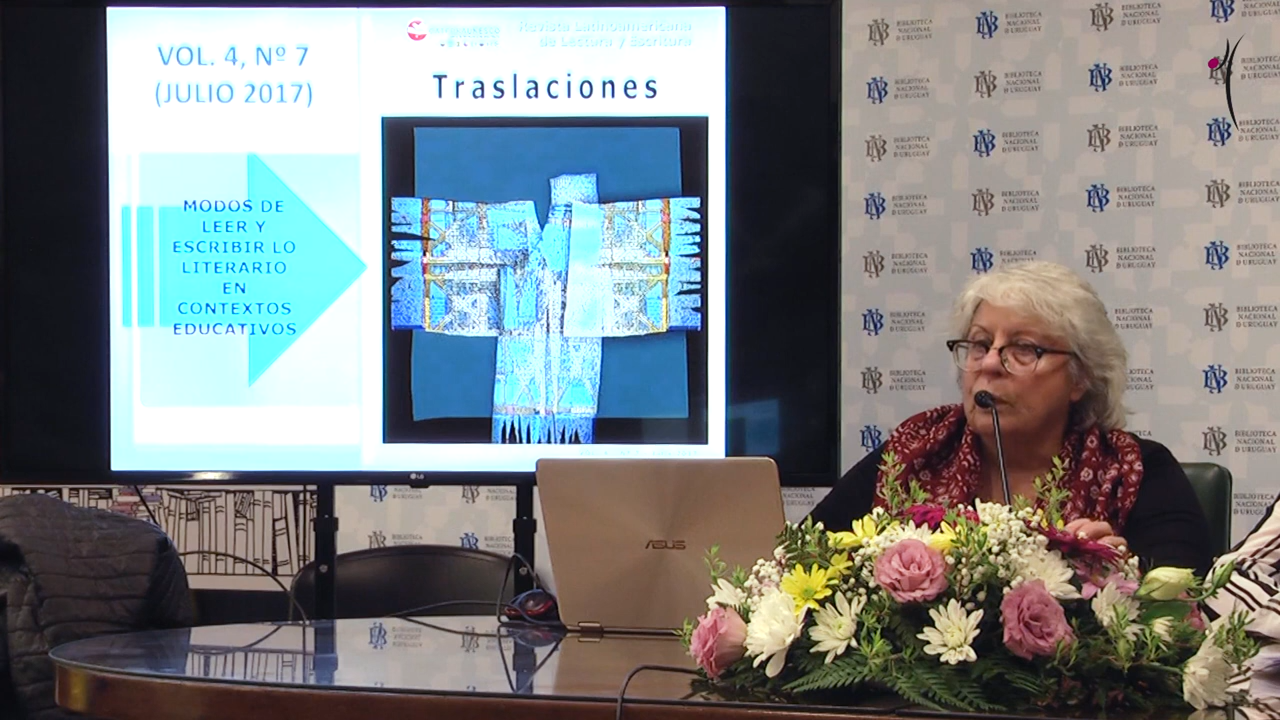 VOL. 4, Nº 7
(JULIO 2017)
MODOS DE
LEER Y
ESCRIBIR LO
LITERARIO
EN
CONTEXTOS
EDUCATIVOS
Revista Latinoamericana
de Lectura y Escritura
Traslaciones
LG
ASUS
BIBLIOTECA
NACIONAL
D URUGUAY